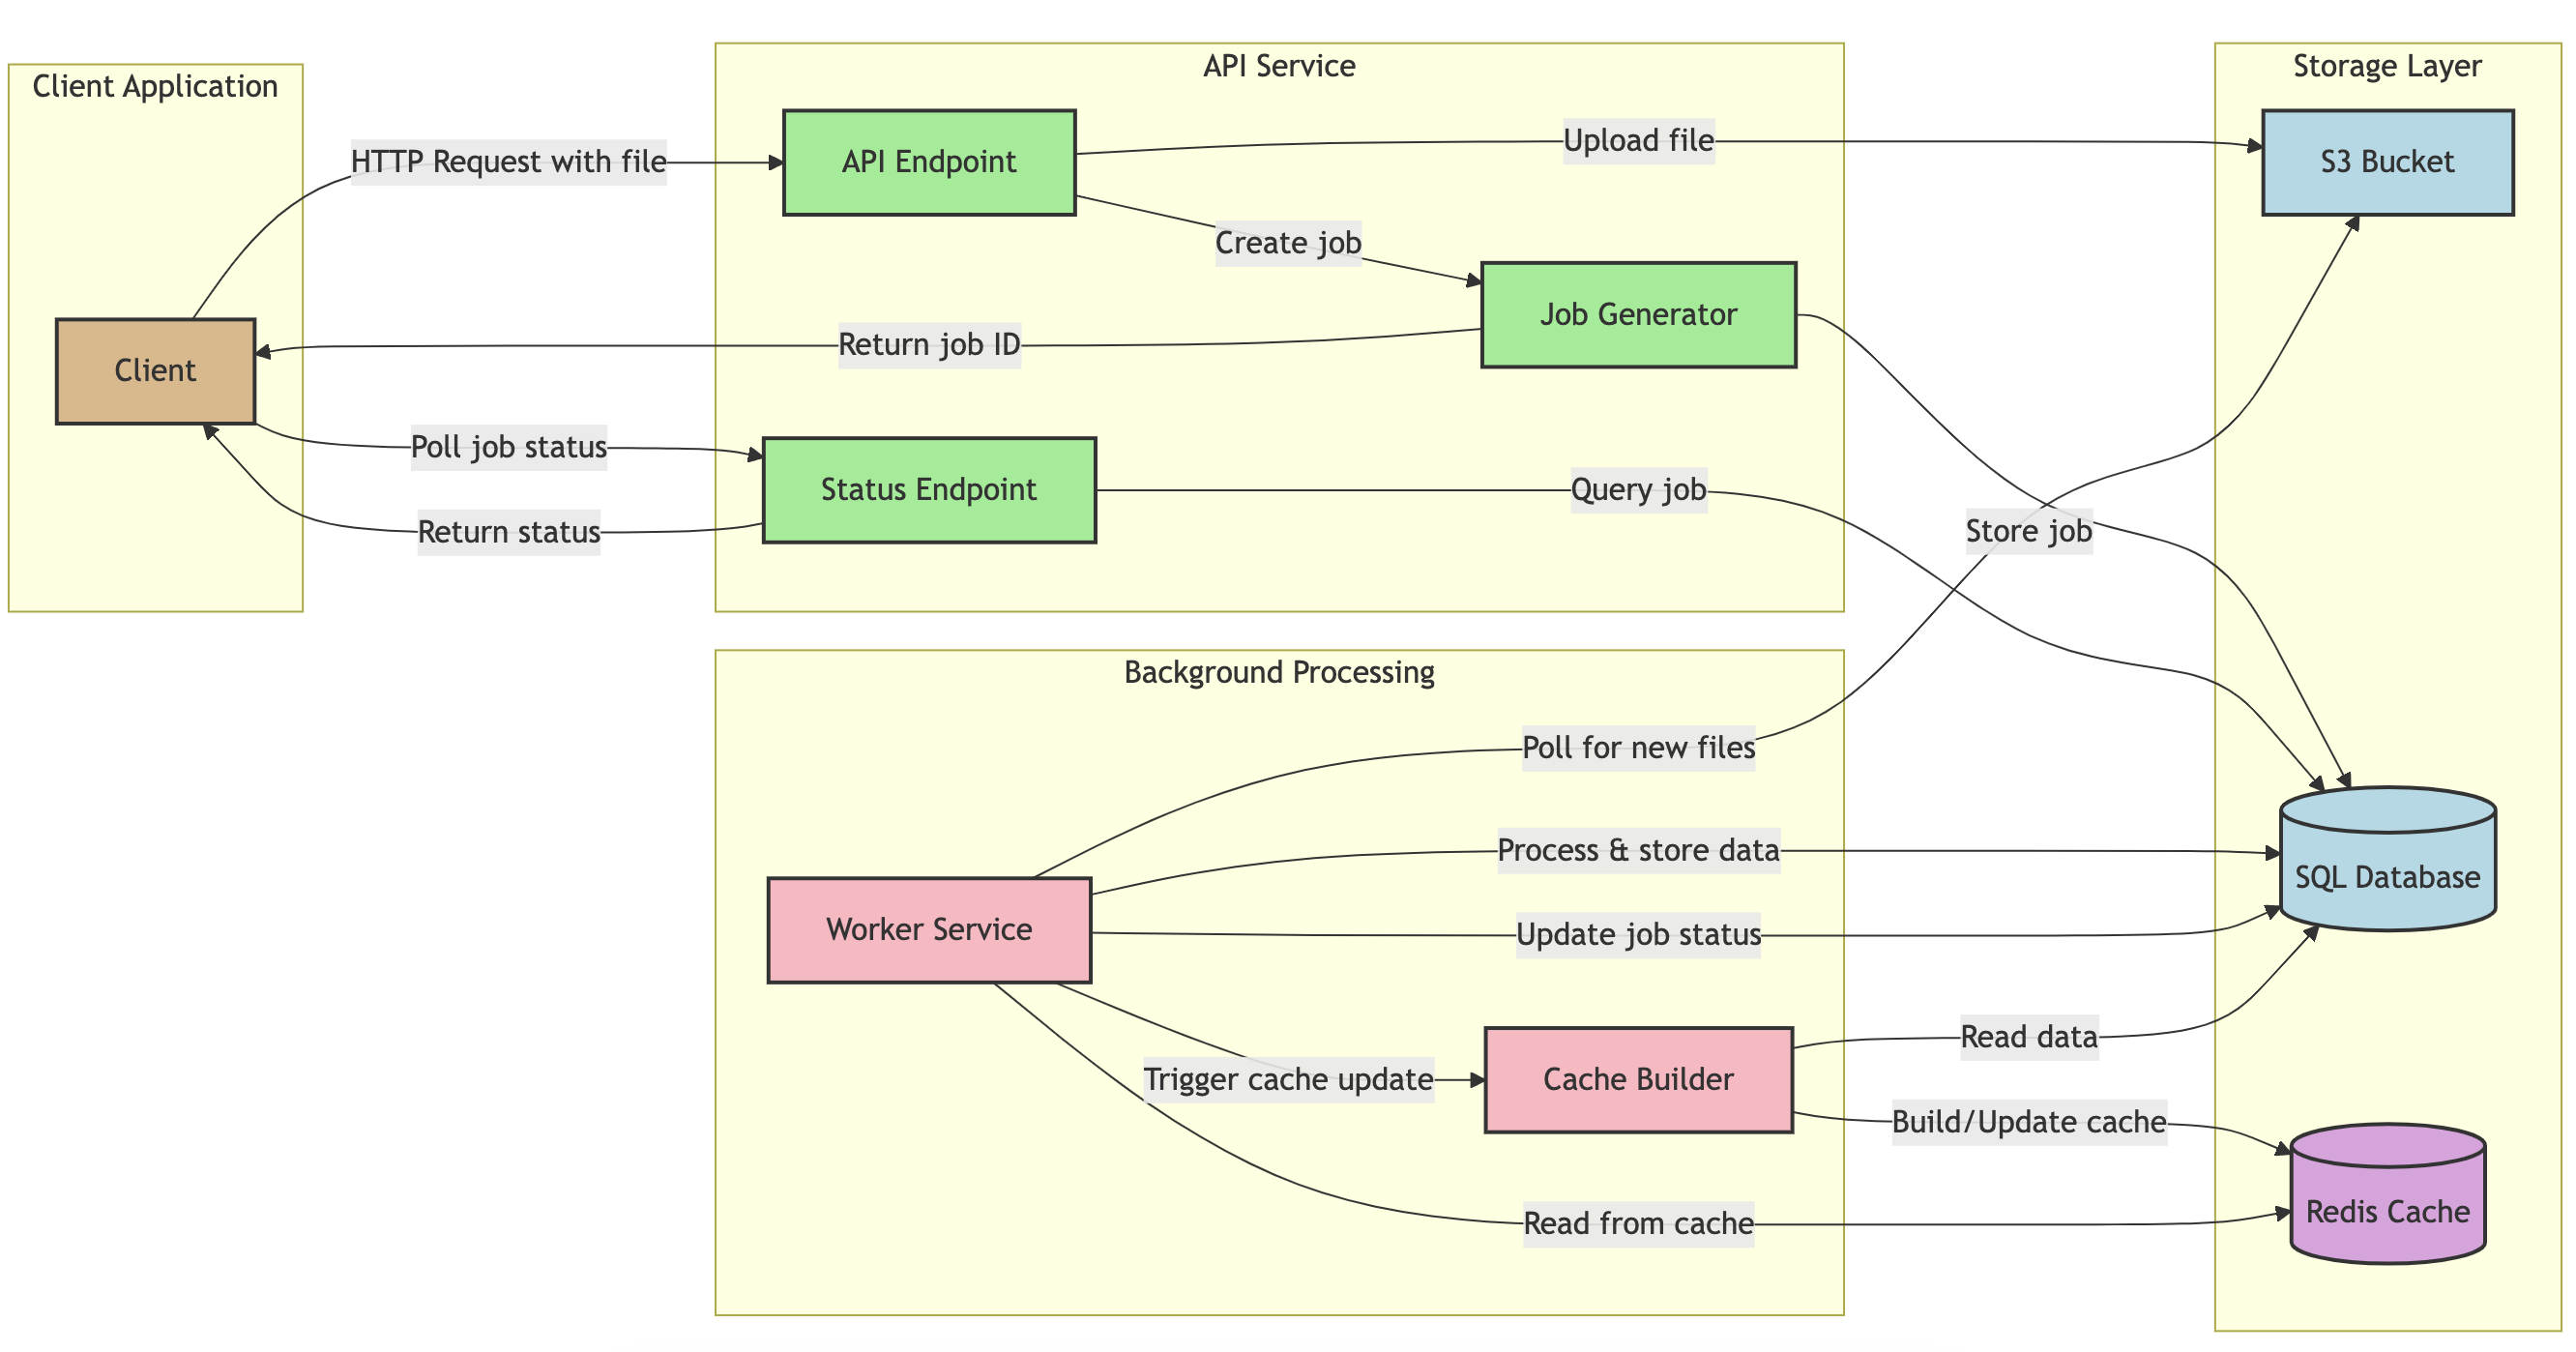 Client Application
API Service
Storage Layer
HTTP Request with file
API Endpoint
Upload file
S3 Bucket
Create job
Job Generator
Return job ID
Client
Poll job status
Status Endpoint
Query job
Return status
Store job
Background Processing
Poll for new files
Process & store data
SQL Database
Worker Service
Update job status
Read data
Trigger cache update
Cache Builder
Build/Update cache
Read from cache
Redis Cache